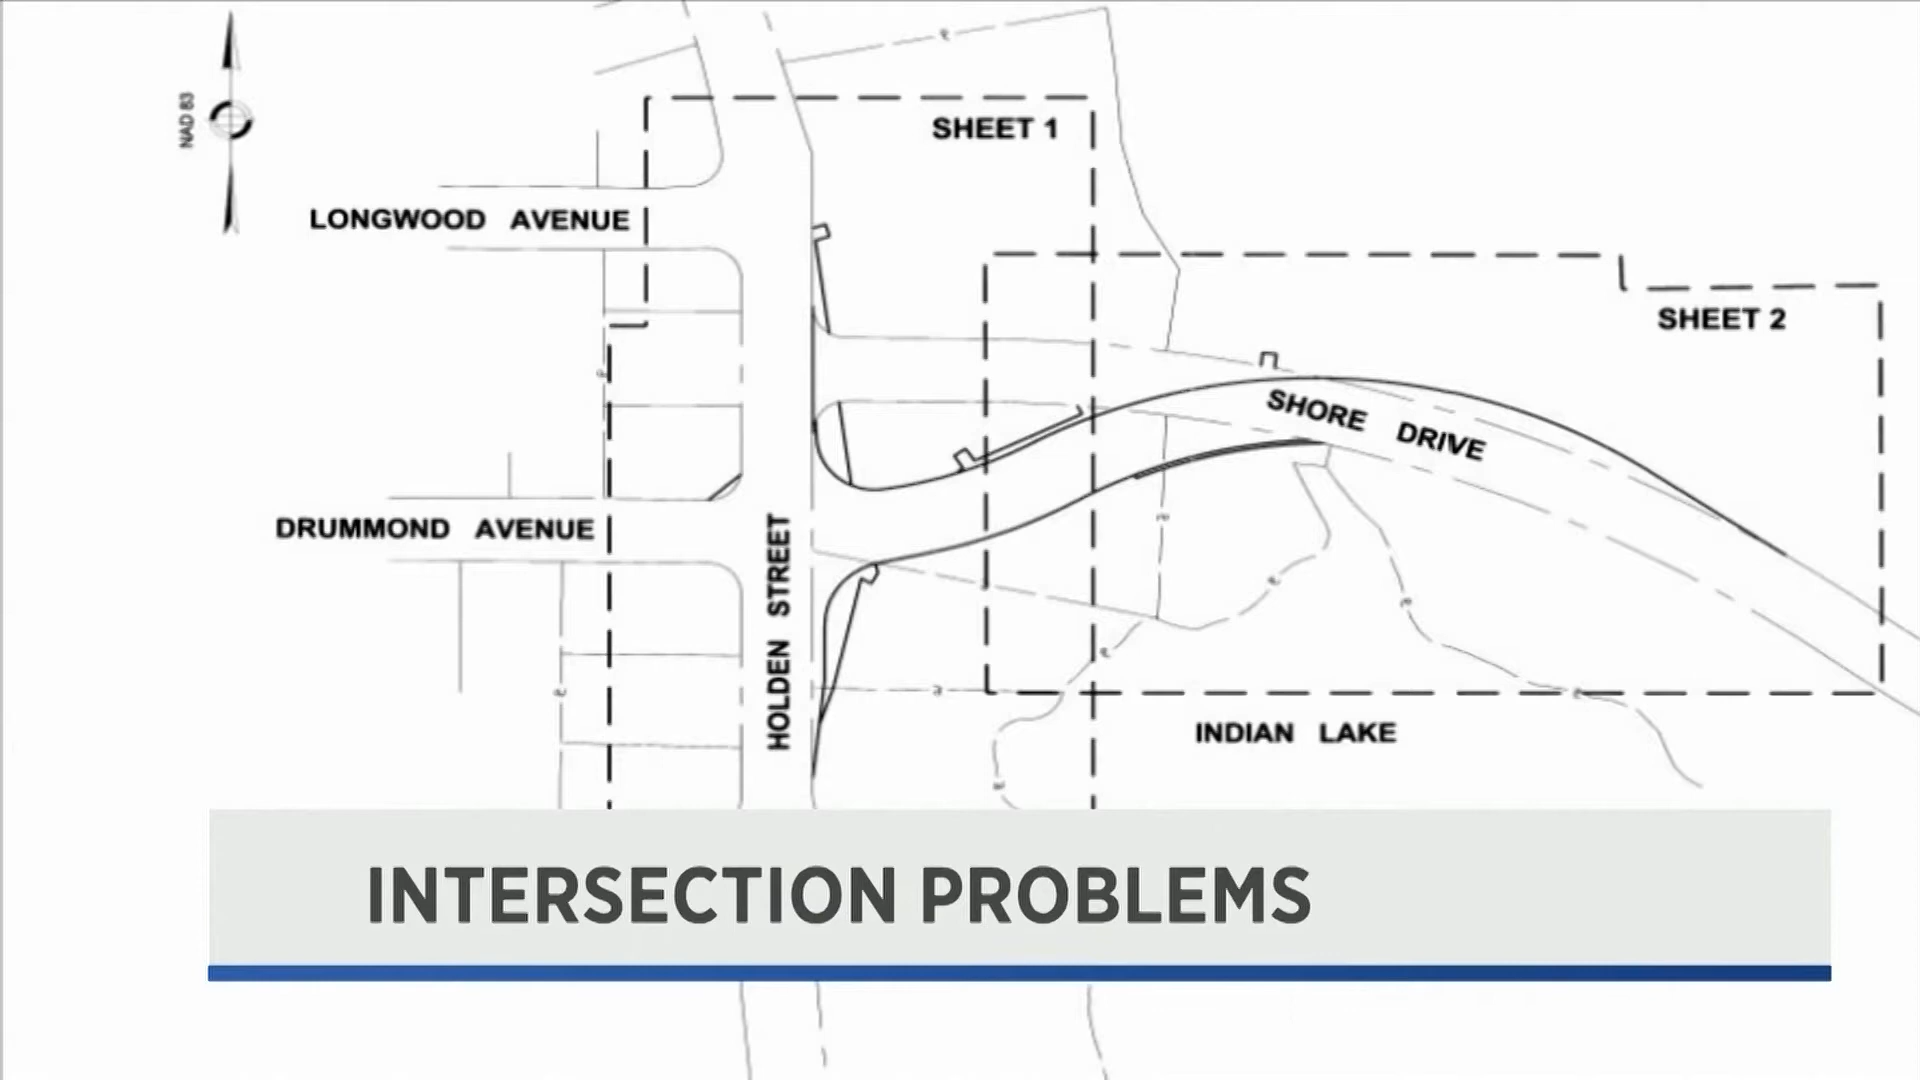 NAD 83
SHEET 1
LONGWOOD AVENUE
SHEET 2
SHORE DRIVE
DRUMMOND AVENUE
HOLDEN STREET
INDIAN LAKE
INTERSECTION PROBLEMS